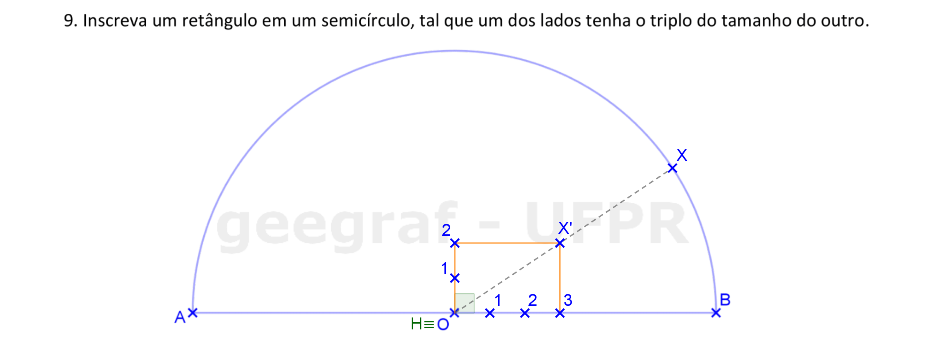 9. Inscreva um retângulo em um semicírculo, tal que um dos lados tenha o triplo do tamanho do outro.
X
geegraf - UFPR
2
X'
1
1
2
3
B
A
H≡O